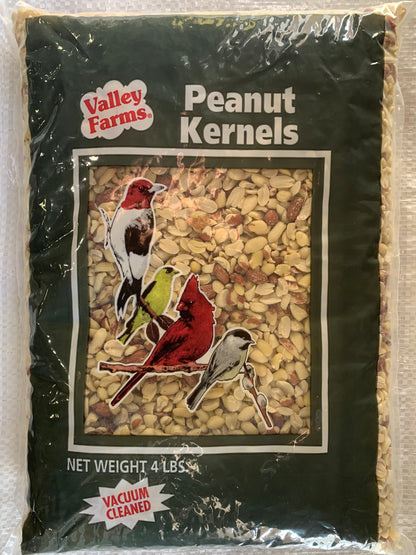 Valley
Farms®
Peanut
Kernels
NET WEIGHT 4 LBS.
VACUUM
CLEANED